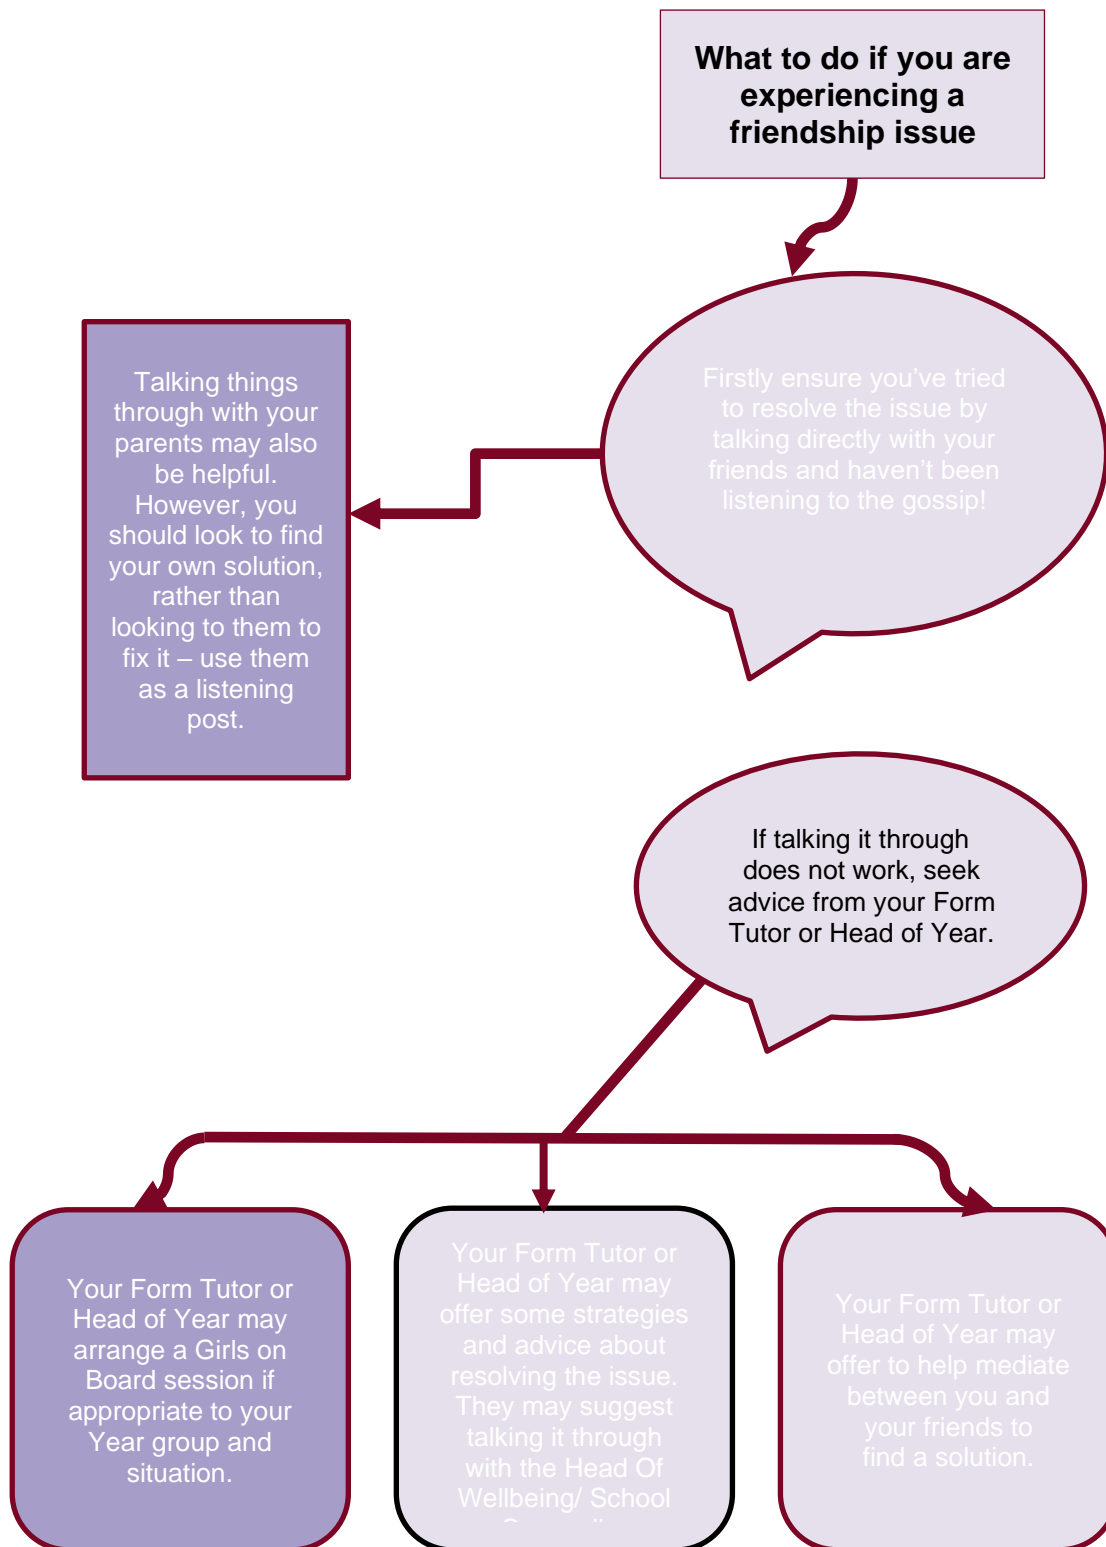 What to do if you are
experiencing a
friendship issue
Firstly ensure you’ve tried
to resolve the issue by
talking directly with your
friends and haven’t been
listening to the gossip!
Talking things
through with your
parents may also
be helpful.
However, you
should look to find
your own solution,
rather than
looking to them to
fix it – use them
as a listening
post.
If talking it through
does not work, seek
advice from your Form
Tutor or Head of Year.
Your Form Tutor or
Head of Year may
arrange a Girls on
Board session if
appropriate to your
Year group and
situation.
Your Form Tutor or
Head of Year may
offer some strategies
and advice about
resolving the issue.
They may suggest
talking it through
with the Head Of
Wellbeing/ School
Your Form Tutor or
Head of Year may
offer to help mediate
between you and
your friends to
find a solution.